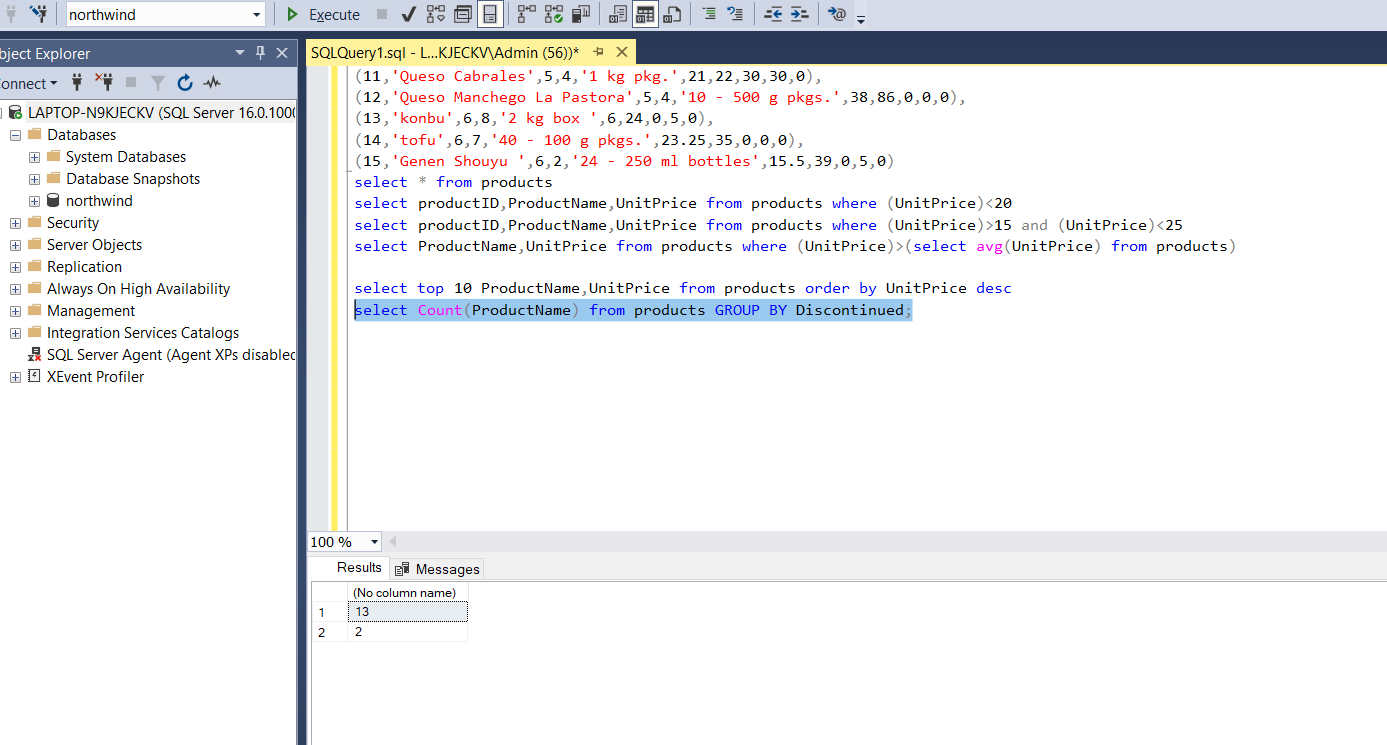 northwind
Execute
bject Explorer
onnect
LAPTOP-N9KJECKV (SQL Server 16.0.1000
Databases
System Databases
Database Snapshots
northwind
Security
Server Objects
Replication
Always On High Availability
Management
Integration Services Catalogs
SQL Server Agent (Agent XPs disabled
XEvent Profiler
SQLQuery1.sql - L...KJECKV\Admin (56))*
(11,'Queso Cabrales',5,4,'1 kg pkg.',21,22,30,30,0),
(12,'Queso Manchego La Pastora',5,4,'10 - 500 g pkgs.',38,86,0,0,0),
(13,'konbu',6,8,'2 kg box ',6,24,0,5,0),
(14,'tofu',6,7,'40 - 100 g pkgs.',23.25,35,0,0,0),
(15,'Genen Shouyu ',6,2,'24 - 250 ml bottles',15.5,39,0,5,0)
select * from products
select productID,ProductName,UnitPrice from products where (UnitPrice)<20
select productID,ProductName,UnitPrice from products where (UnitPrice)>15 and (UnitPrice)<25
select ProductName,UnitPrice from products where (UnitPrice)>(select avg(UnitPrice) from products)
select top 10 ProductName,UnitPrice from products order by UnitPrice desc
select Count(ProductName) from products GROUP BY Discontinued;
100 %
Results
Messages
(No column name)
1 13
2 2